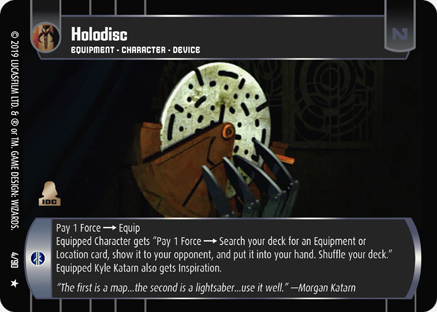 Holodisc
EQUIPMENT • CHARACTER • DEVICE
N
© 2019 LUCASFILM LTD. & ® OR TM. GAME DESIGN: WIZARDS.
4/90
IDC
Pay 1 Force → Equip
Equipped Character gets “Pay 1 Force → Search your deck for an Equipment or
Location card, show it to your opponent, and put it into your hand. Shuffle your deck.”
Equipped Kyle Katarn also gets Inspiration.
“The first is a map...the second is a lightsaber...use it well.” —Morgan Katarn